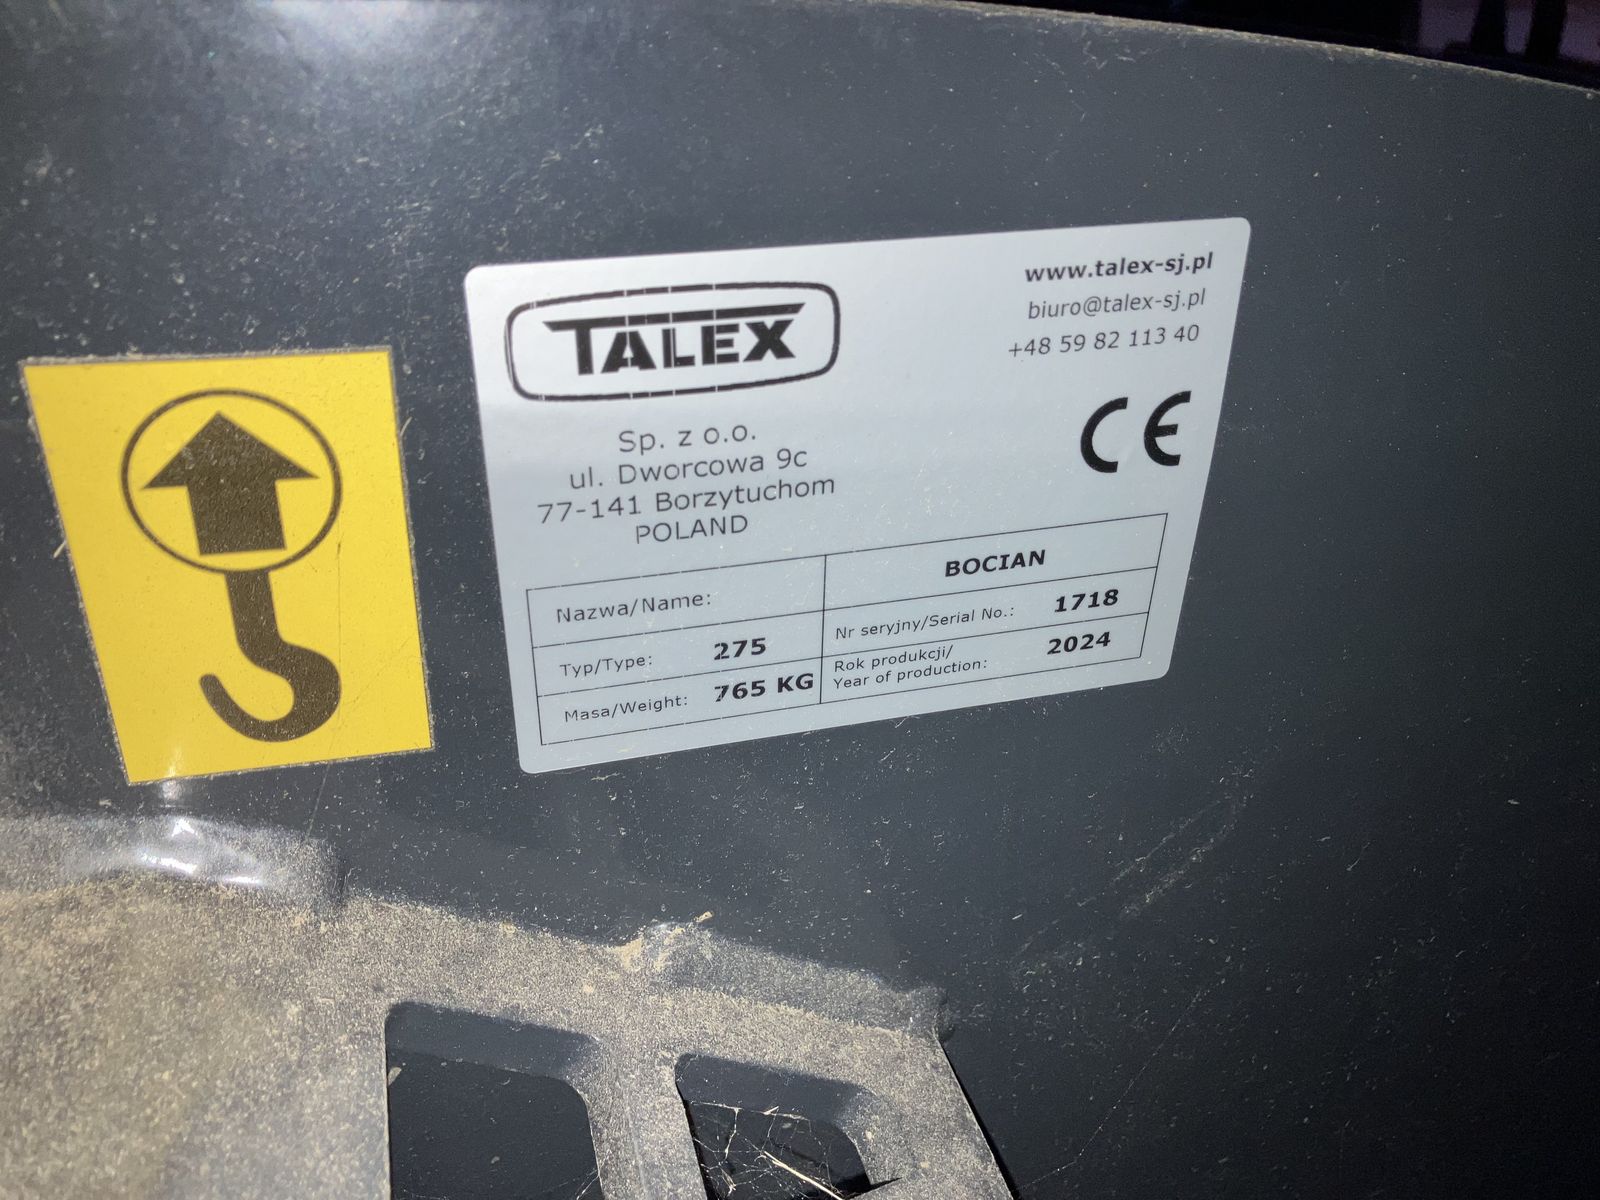 TALEX
Sp. z o.o.
ul. Dworcowa 9c
77-141 Borzytuchom
POLAND
www.talex-sj.pl
biuro@talex-sj.pl
+48 59 82 113 40
CE
Nazwa/Name: BOCIAN
Typ/Type: 275 Nr seryjny/Serial No.: 1718
Masa/Weight: 765 KG Rok produkcji/
Year of production: 2024